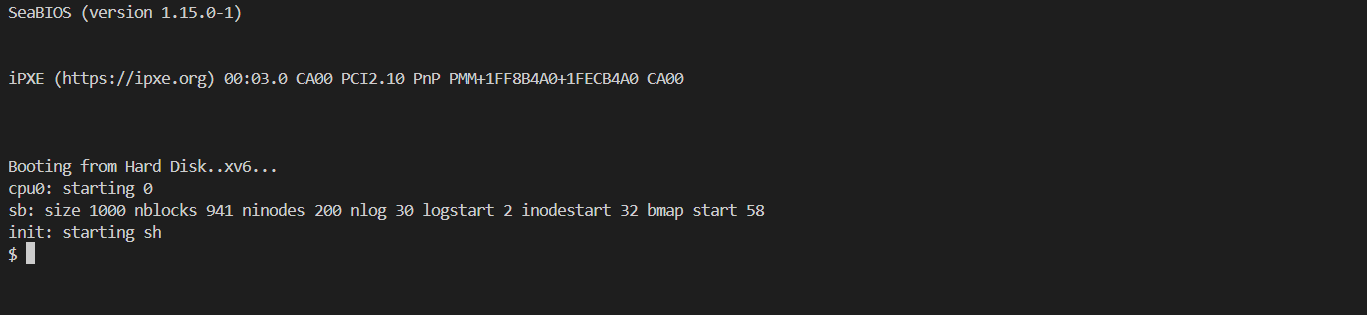 SeaBIOS (version 1.15.0-1)
iPXE (https://ipxe.org) 00:03.0 CA00 PCI2.10 PnP PMM+1FF8B4A0+1FECB4A0 CA00
Booting from Hard Disk..xv6...
cpu0: starting 0
sb: size 1000 nblocks 941 ninodes 200 nlog 30 logstart 2 inodestart 32 bmap start 58
init: starting sh
$